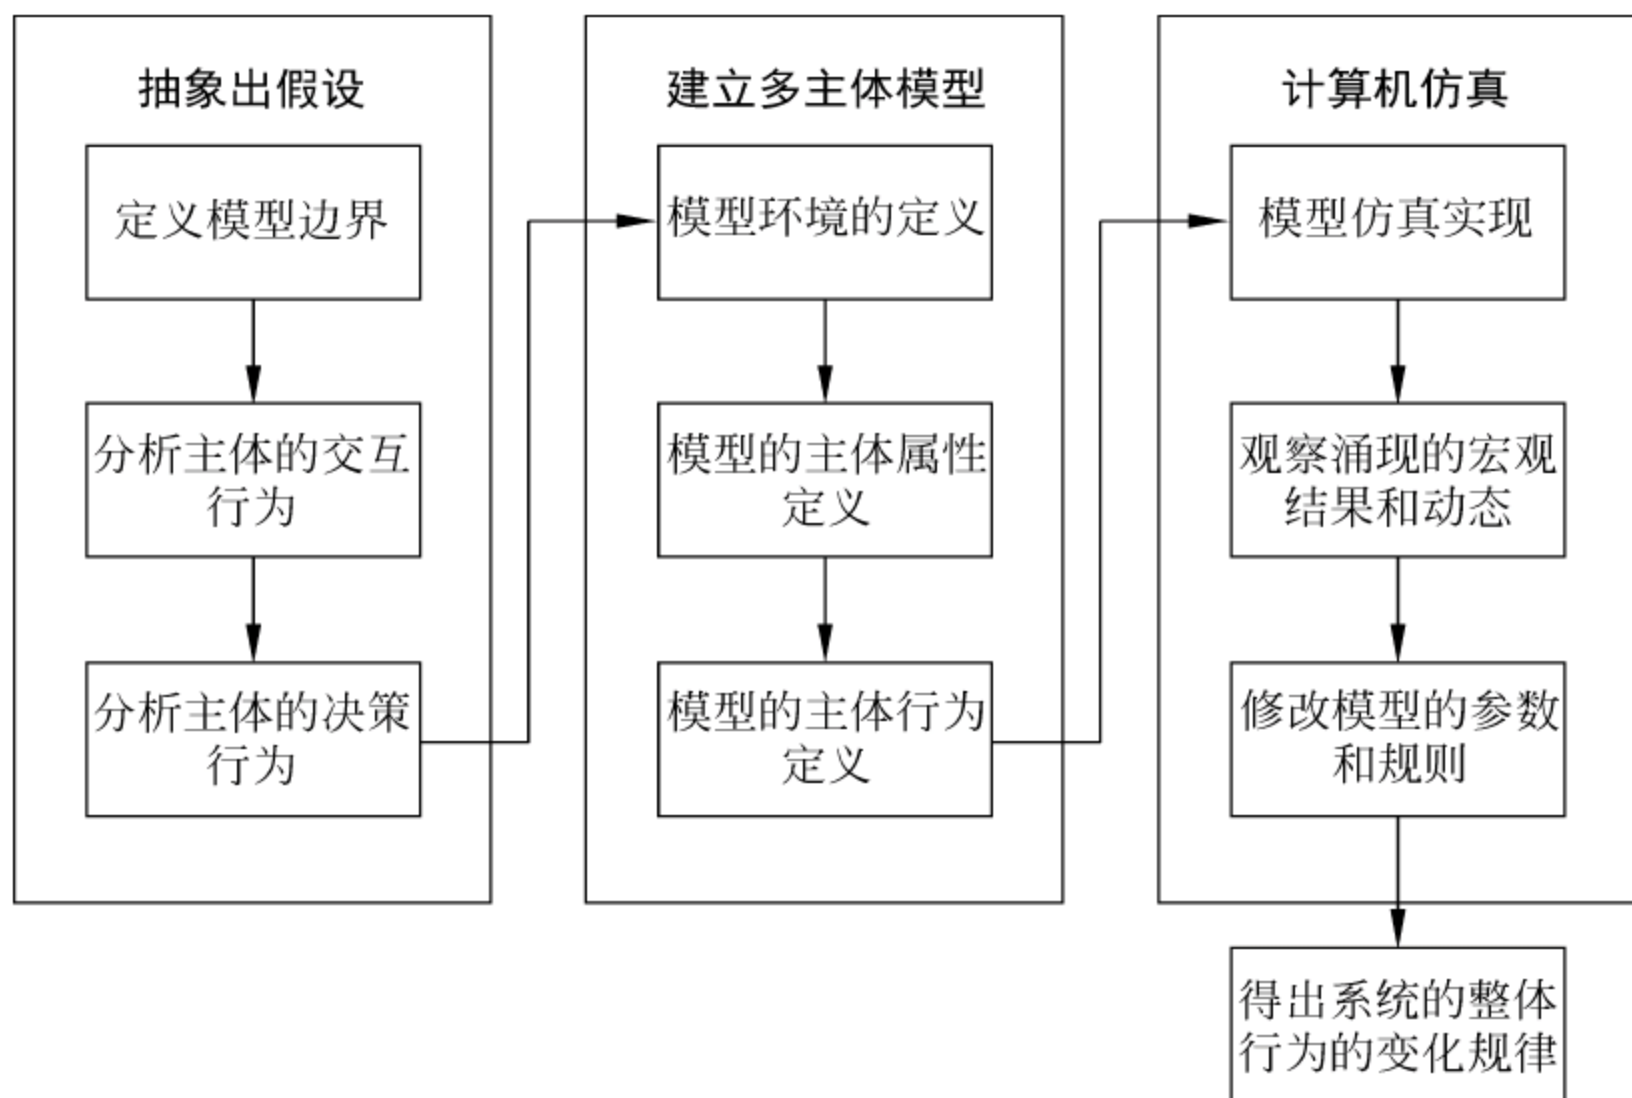 抽象出假设
定义模型边界
分析主体的交互
行为
分析主体的决策
行为
建立多主体模型
模型环境的定义
模型的主体属性
定义
模型的主体行为
定义
计算机仿真
模型仿真实现
观察涌现的宏观
结果和动态
修改模型的参数
和规则
得出系统的整体
行为的变化规律